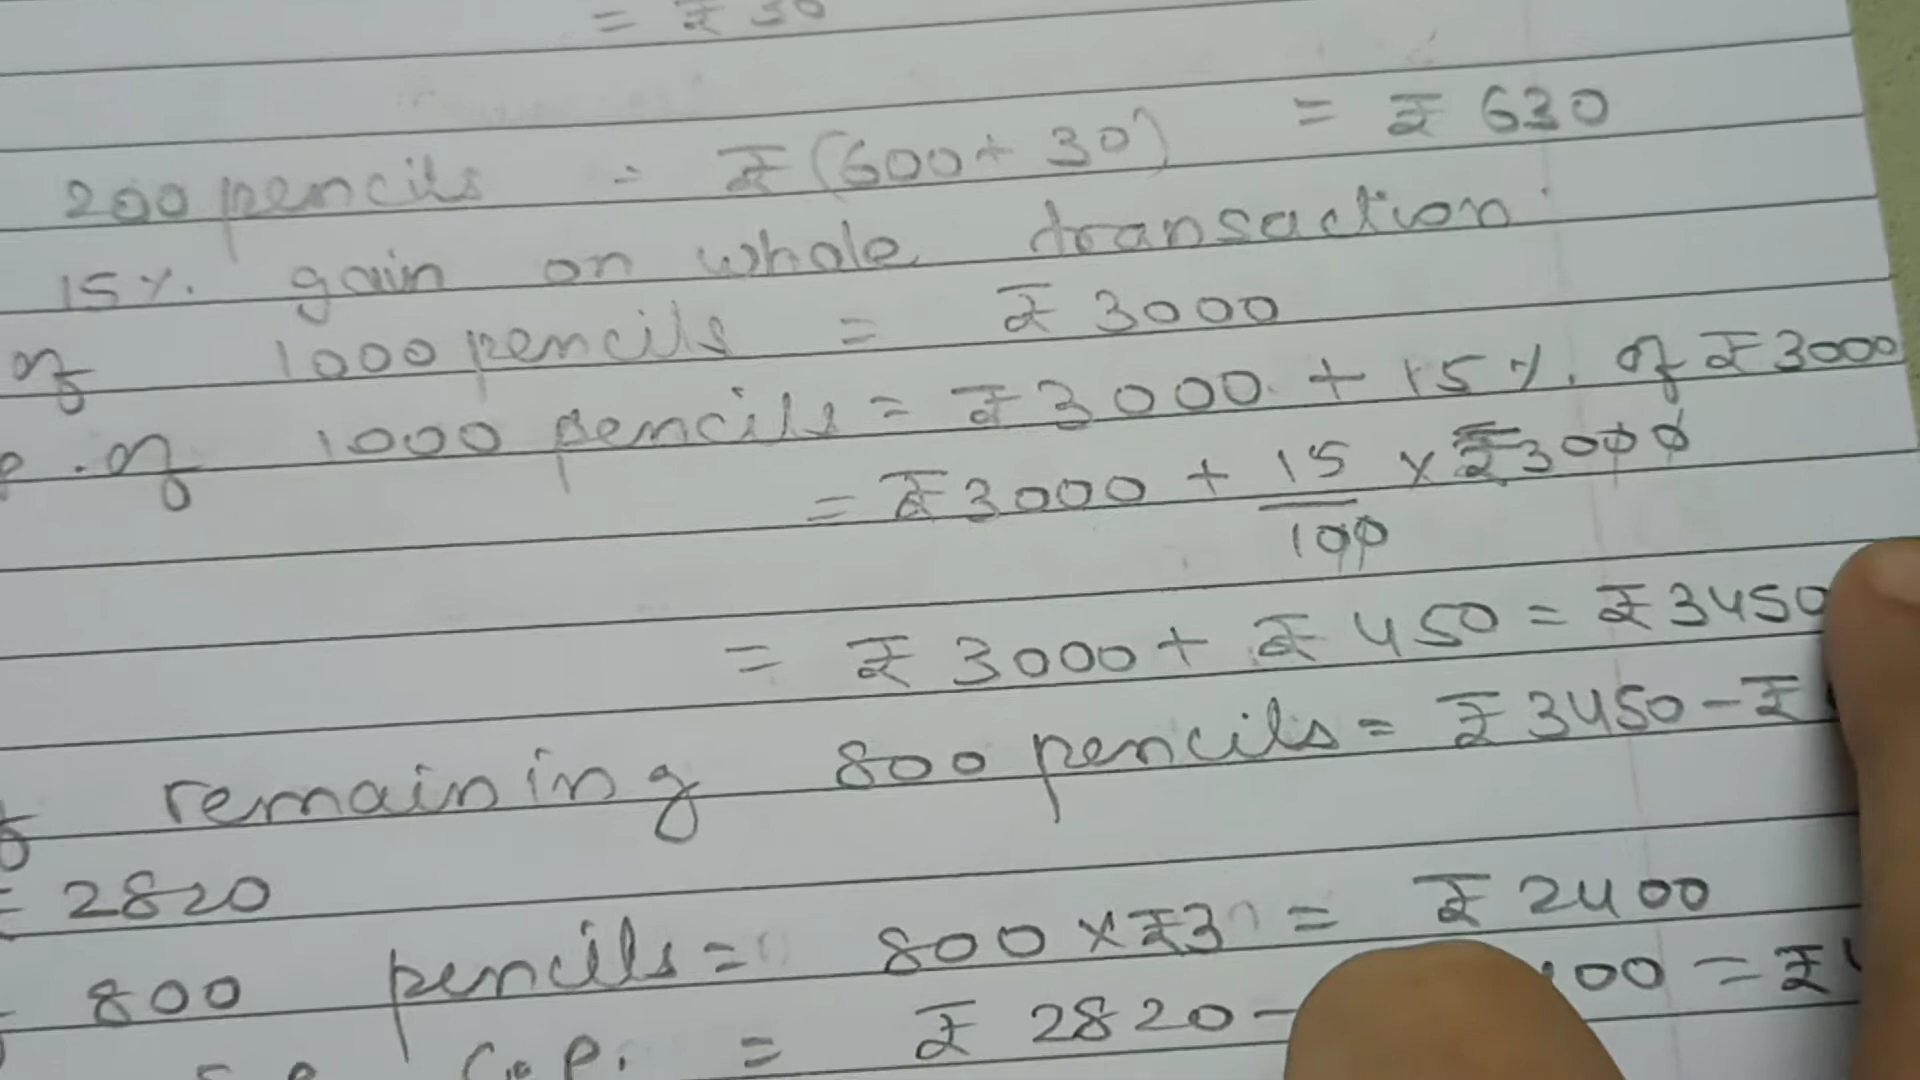 = ₹ 30
200 pencils = ₹ (600 + 30) = ₹ 630
15%. gain on whole transaction.
of 1000 pencils = ₹ 3000
P. of 1000 pencils = ₹ 3000 + 15%. of ₹ 3000
= ₹ 3000 + 15/100 × ₹ 3000
= ₹ 3000 + ₹ 450 = ₹ 3450
remaining 800 pencils = ₹ 3450 - ₹
= 2820
800 pencils = 800 × ₹3 = ₹ 2400
C.P. = ₹ 2820 - 00 = ₹